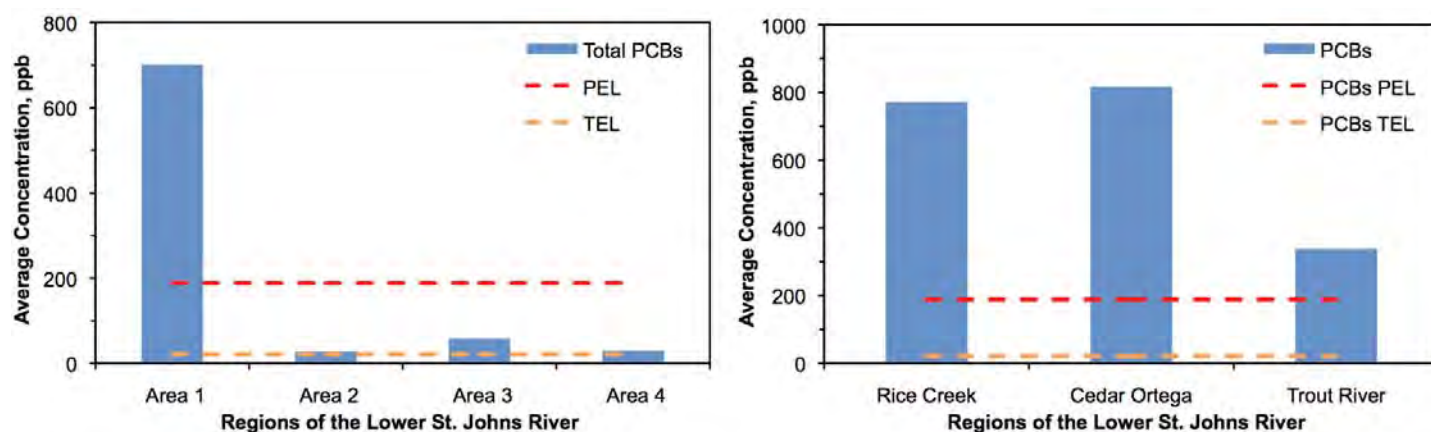 Average Concentration, ppb
800
600
400
200
0
Total PCBs
PEL
TEL
Area 1 Area 2 Area 3 Area 4
Regions of the Lower St. Johns River
Average Concentration, ppb
1000
800
600
400
200
0
PCBs
PCBs PEL
PCBs TEL
Rice Creek Cedar Ortega Trout River
Regions of the Lower St. Johns River